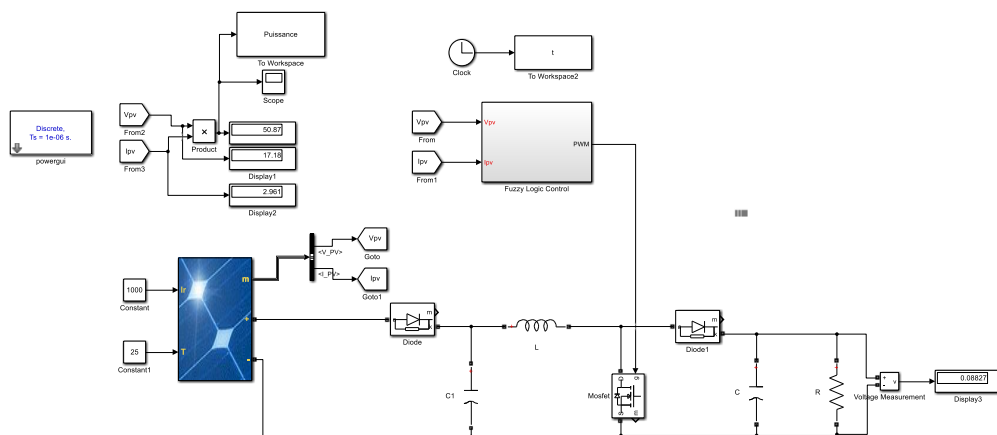 Puissance
To Workspace
Scope
Clock
t
To Workspace2
Discrete,
Ts = 1e-06 s.
powergui
Vpv
From2
Ipv
From3
×
Product
50.87
17.18
Display1
2.961
Display2
Vpv
From
Ipv
From1
Vpv
Ipv
PWM
Fuzzy Logic Control
<V_PV>
Vpv
Goto
<I_PV>
Ipv
Goto1
1000
Constant
25
Constant1
Ir
T
m
+
-
a
m
k
Diode
+
C1
+
L
g
D
S
m
Mosfet
a
m
k
Diode1
+
C
+
R
+
-
v
Voltage Measurement
0.08827
Display3